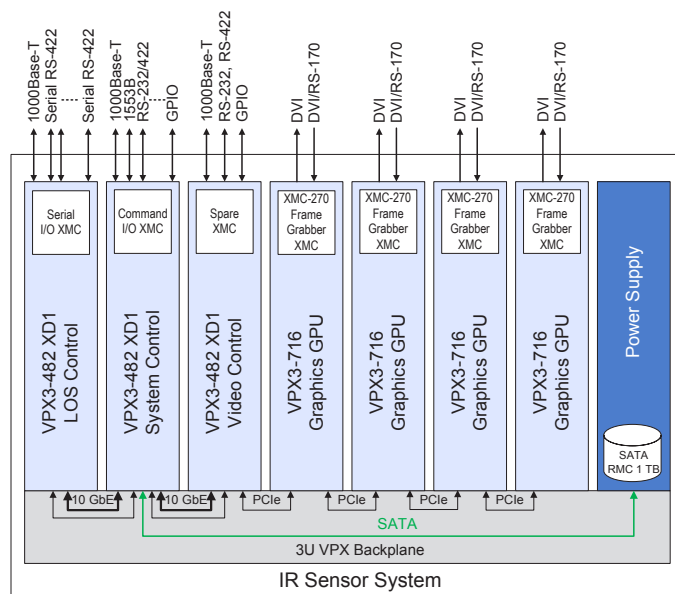 1000Base-T
Serial RS-422
Serial RS-422
1000Base-T
1553B
RS-232/422
GPIO
1000Base-T
RS-232, RS-422
GPIO
DVI
DVI/RS-170
DVI
DVI/RS-170
DVI
DVI/RS-170
DVI
DVI/RS-170
Serial
I/O XMC
Command
I/O XMC
Spare
XMC
XMC-270
Frame
Grabber
XMC
XMC-270
Frame
Grabber
XMC
XMC-270
Frame
Grabber
XMC
XMC-270
Frame
Grabber
XMC
VPX3-482 XD1
LOS Control
VPX3-482 XD1
System Control
VPX3-482 XD1
Video Control
VPX3-716
Graphics GPU
VPX3-716
Graphics GPU
VPX3-716
Graphics GPU
VPX3-716
Graphics GPU
Power Supply
SATA
RMC 1 TB
10 GbE
10 GbE
PCIe
PCIe
PCIe
PCIe
SATA
3U VPX Backplane
IR Sensor System